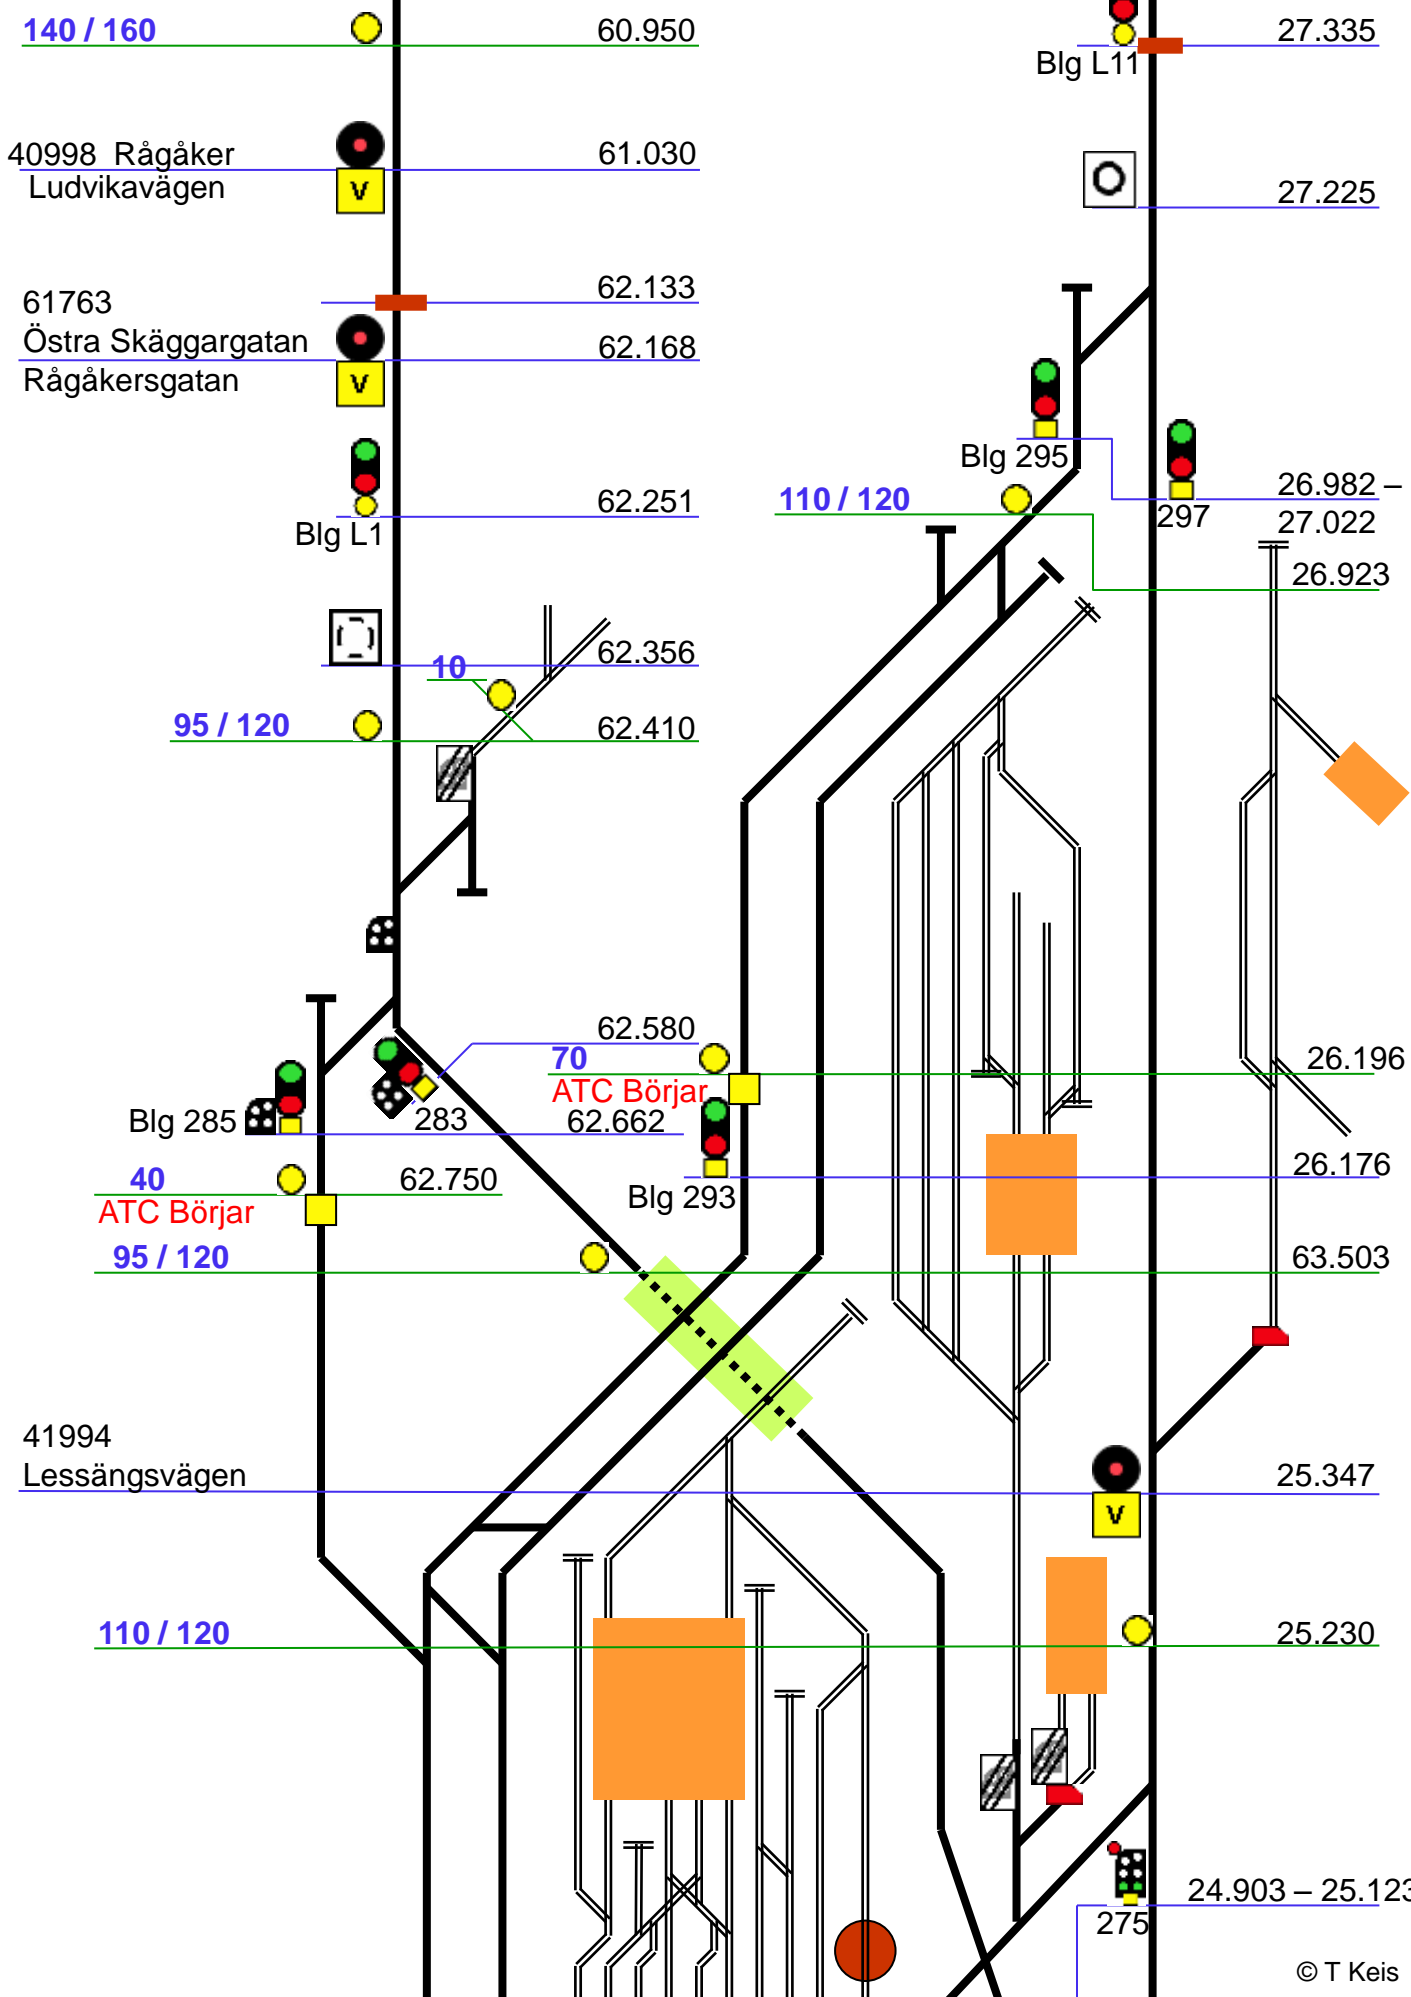 140 / 160
60.950
27.335
Blg L11
40998 Rågåker
61.030
Ludvikavägen
V
27.225
62.133
61763
Östra Skäggargatan
62.168
Rågåkersgatan
V
Blg 295
26.982 –
297
27.022
62.251
Blg L1
110 / 120
26.923
62.356
10
95 / 120
62.410
62.580
70
26.196
ATC Börjar
Blg 285
283
62.662
26.176
40
62.750
Blg 293
ATC Börjar
95 / 120
63.503
41994
Lessängsvägen
25.347
V
110 / 120
25.230
24.903 – 25.123
275
© T Keis